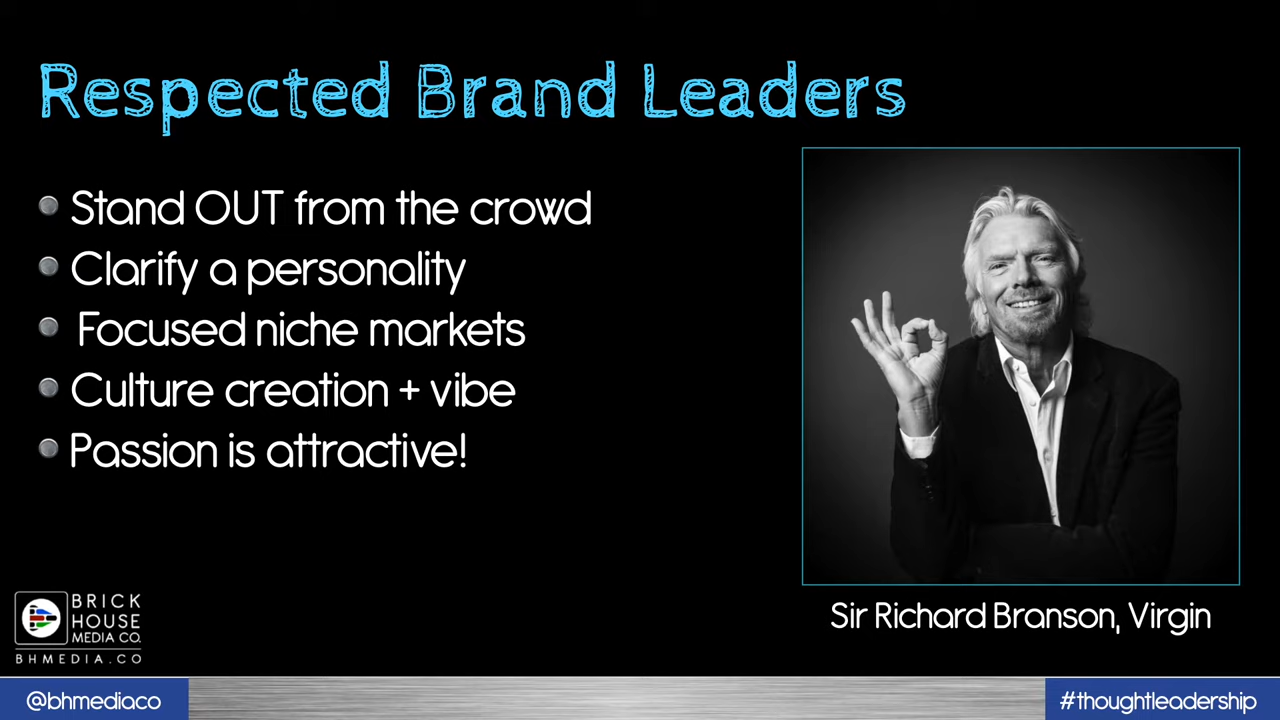 Respected Brand Leaders
Stand OUT from the crowd
Clarify a personality
Focused niche markets
Culture creation + vibe
Passion is attractive!
Sir Richard Branson, Virgin
BRICK
HOUSE
MEDIA CO.
BHMEDIA.CO
@bhmediaco
#thoughtleadership